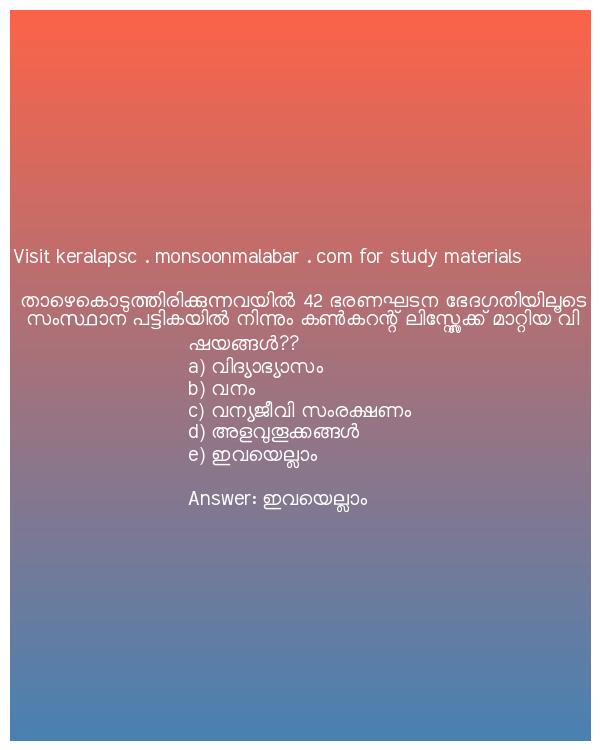 Visit keralapsc . monsoonmalabar . com for study materials
താഴെകൊടുത്തിരിക്കുന്നവയിൽ 42 ഭരണഘടന ഭേദഗതിയിലൂടെ
സംസ്ഥാന പട്ടികയിൽ നിന്നും കൺകറന്റ് ലിസ്റ്റേക്ക് മാറ്റിയ വി
ഷയങ്ങൾ??
a) വിദ്യാഭ്യാസം
b) വനം
c) വന്യജീവി സംരക്ഷണം
d) അളവുതൂക്കങ്ങൾ
e) ഇവയെല്ലാം
Answer: ഇവയെല്ലാം